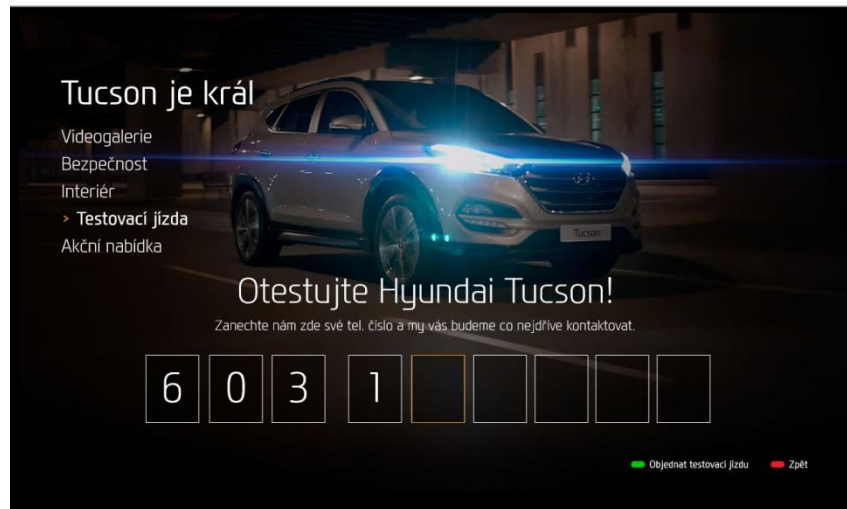 Tucson je král
Videogalerie
Bezpečnost
Interiér
> Testovací jízda
Akční nabídka
Tucson
Otestujte Hyundai Tucson!
Zanechte nám zde své tel. číslo a my vás budeme co nejdříve kontaktovat.
6 0 3 1
Objednat testovací jízdu Zpět